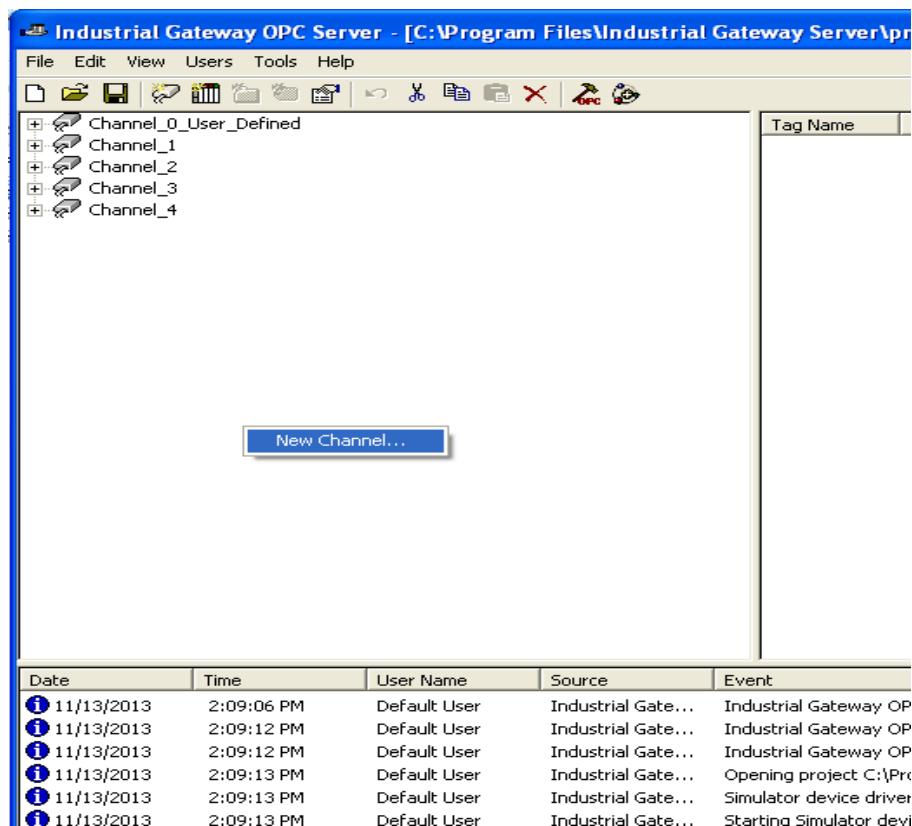 Industrial Gateway OPC Server - [C:\Program Files\Industrial Gateway Server\pr
File Edit View Users Tools Help
OPC
Channel_0_User_Defined
Channel_1
Channel_2
Channel_3
Channel_4
Tag Name
New Channel...
Date Time User Name Source Event
11/13/2013 2:09:06 PM Default User Industrial Gate... Industrial Gateway OP
11/13/2013 2:09:12 PM Default User Industrial Gate... Industrial Gateway OP
11/13/2013 2:09:12 PM Default User Industrial Gate... Industrial Gateway OP
11/13/2013 2:09:13 PM Default User Industrial Gate... Opening project C:\Pro
11/13/2013 2:09:13 PM Default User Industrial Gate... Simulator device driver
11/13/2013 2:09:13 PM Default User Industrial Gate... Starting Simulator devi